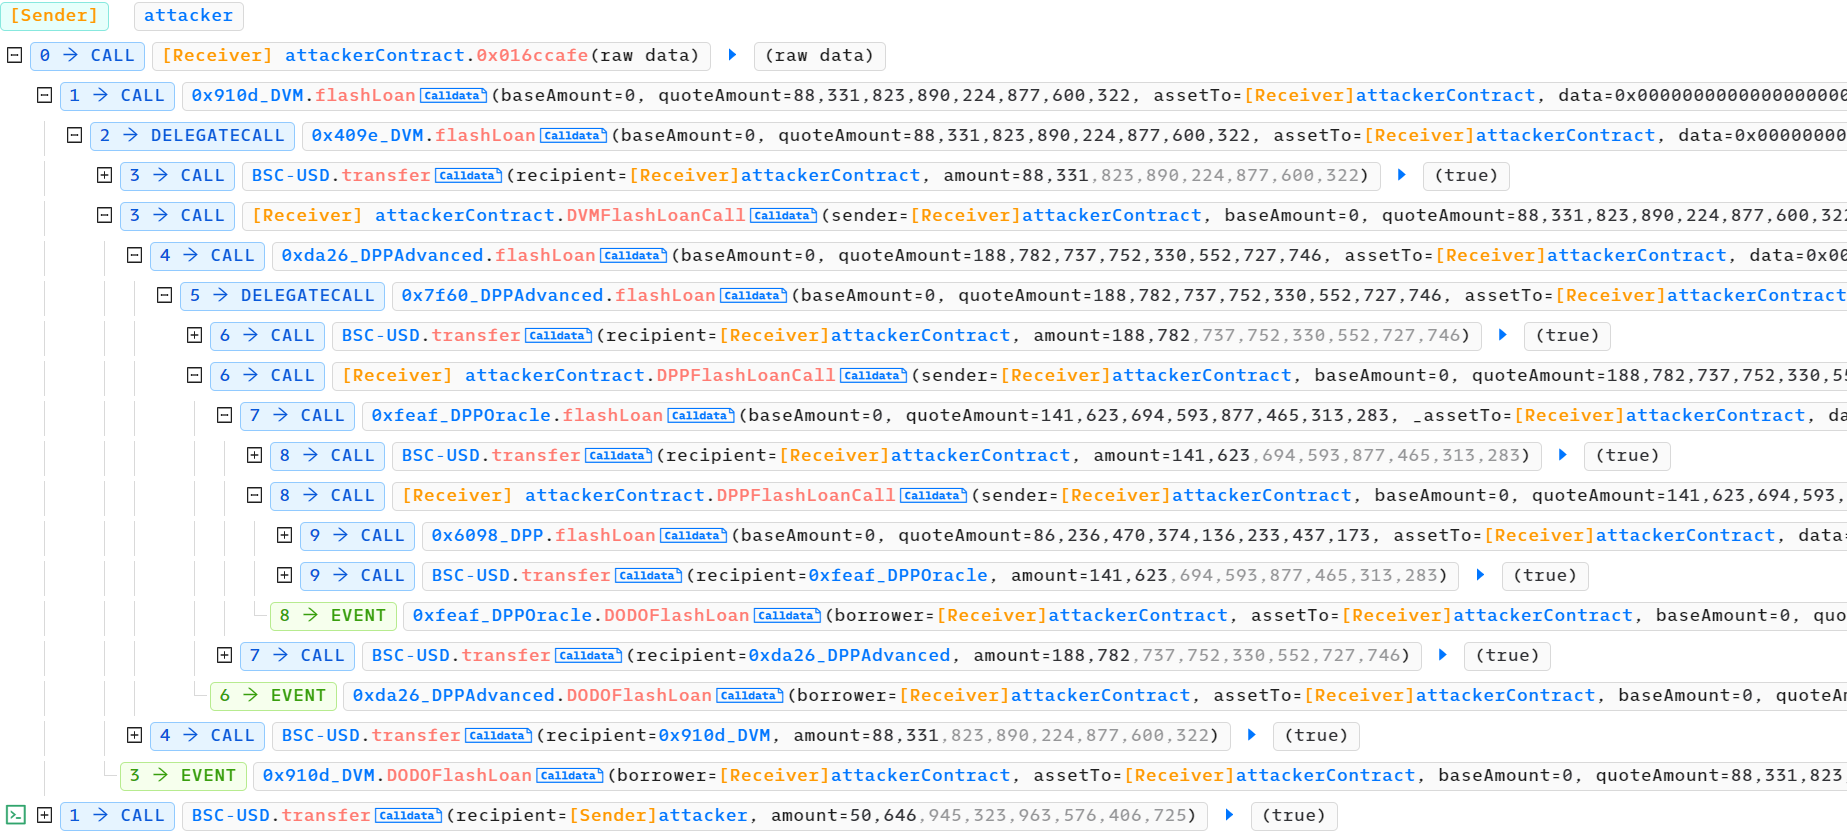 [Sender] attacker
0 → CALL [Receiver] attackerContract.0x016ccafe(raw data) ▶ (raw data)
1 → CALL 0x910d_DVM.flashLoan Calldata (baseAmount=0, quoteAmount=88,331,823,890,224,877,600,322, assetTo=[Receiver]attackerContract, data=0x0000000000000000000
2 → DELEGATECALL 0x409e_DVM.flashLoan Calldata (baseAmount=0, quoteAmount=88,331,823,890,224,877,600,322, assetTo=[Receiver]attackerContract, data=0x00000000
3 → CALL BSC-USD.transfer Calldata (recipient=[Receiver]attackerContract, amount=88,331,823,890,224,877,600,322) ▶ (true)
3 → CALL [Receiver] attackerContract.DVMFlashLoanCall Calldata (sender=[Receiver]attackerContract, baseAmount=0, quoteAmount=88,331,823,890,224,877,600,322
4 → CALL 0xda26_DPPAdvanced.flashLoan Calldata (baseAmount=0, quoteAmount=188,782,737,752,330,552,727,746, assetTo=[Receiver]attackerContract, data=0x00
5 → DELEGATECALL 0x7f60_DPPAdvanced.flashLoan Calldata (baseAmount=0, quoteAmount=188,782,737,752,330,552,727,746, assetTo=[Receiver]attackerContract
6 → CALL BSC-USD.transfer Calldata (recipient=[Receiver]attackerContract, amount=188,782,737,752,330,552,727,746) ▶ (true)
6 → CALL [Receiver] attackerContract.DPPFlashLoanCall Calldata (sender=[Receiver]attackerContract, baseAmount=0, quoteAmount=188,782,737,752,330,55
7 → CALL 0xfeaf_DPPOracle.flashLoan Calldata (baseAmount=0, quoteAmount=141,623,694,593,877,465,313,283, _assetTo=[Receiver]attackerContract, da
8 → CALL BSC-USD.transfer Calldata (recipient=[Receiver]attackerContract, amount=141,623,694,593,877,465,313,283) ▶ (true)
8 → CALL [Receiver] attackerContract.DPPFlashLoanCall Calldata (sender=[Receiver]attackerContract, baseAmount=0, quoteAmount=141,623,694,593,
9 → CALL 0x6098_DPP.flashLoan Calldata (baseAmount=0, quoteAmount=86,236,470,374,136,233,437,173, assetTo=[Receiver]attackerContract, data=
9 → CALL BSC-USD.transfer Calldata (recipient=0xfeaf_DPPOracle, amount=141,623,694,593,877,465,313,283) ▶ (true)
8 → EVENT 0xfeaf_DPPOracle.DODOFlashLoan Calldata (borrower=[Receiver]attackerContract, assetTo=[Receiver]attackerContract, baseAmount=0, quo
7 → CALL BSC-USD.transfer Calldata (recipient=0xda26_DPPAdvanced, amount=188,782,737,752,330,552,727,746) ▶ (true)
6 → EVENT 0xda26_DPPAdvanced.DODOFlashLoan Calldata (borrower=[Receiver]attackerContract, assetTo=[Receiver]attackerContract, baseAmount=0, quoteAm
4 → CALL BSC-USD.transfer Calldata (recipient=0x910d_DVM, amount=88,331,823,890,224,877,600,322) ▶ (true)
3 → EVENT 0x910d_DVM.DODOFlashLoan Calldata (borrower=[Receiver]attackerContract, assetTo=[Receiver]attackerContract, baseAmount=0, quoteAmount=88,331,823
1 → CALL BSC-USD.transfer Calldata (recipient=[Sender]attacker, amount=50,646,945,323,963,576,406,725) ▶ (true)